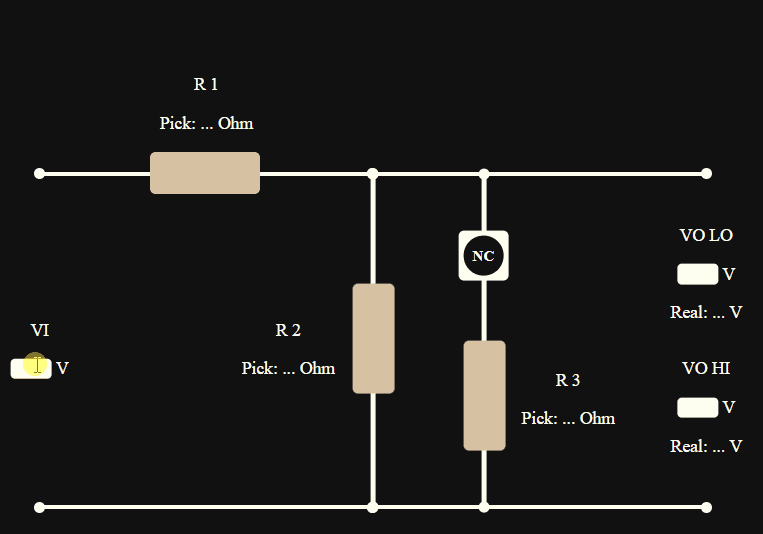 R 1
Pick: ... Ohm
VO LO
NC
V
Real: ... V
VI
R 2
V
Pick: ... Ohm
VO HI
R 3
V
Pick: ... Ohm
Real: ... V